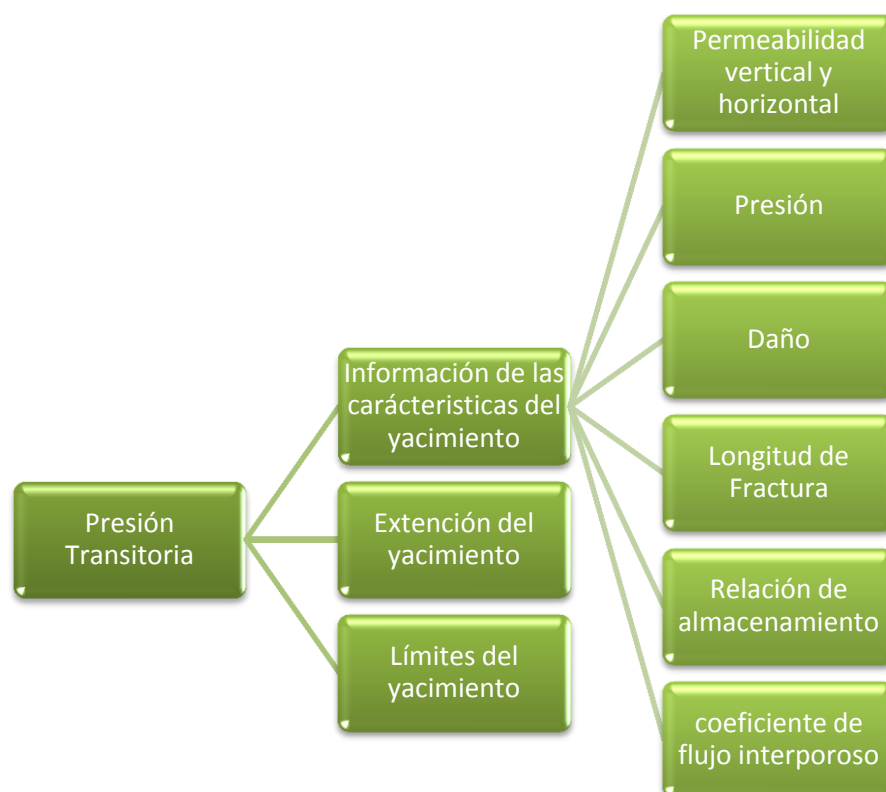 Presión
Transitoria
Información de las
carácteristicas del
yacimiento
Extención del
yacimiento
Límites del
yacimiento
Permeabilidad
vertical y
horizontal
Presión
Daño
Longitud de
Fractura
Relación de
almacenamiento
coeficiente de
flujo interporoso